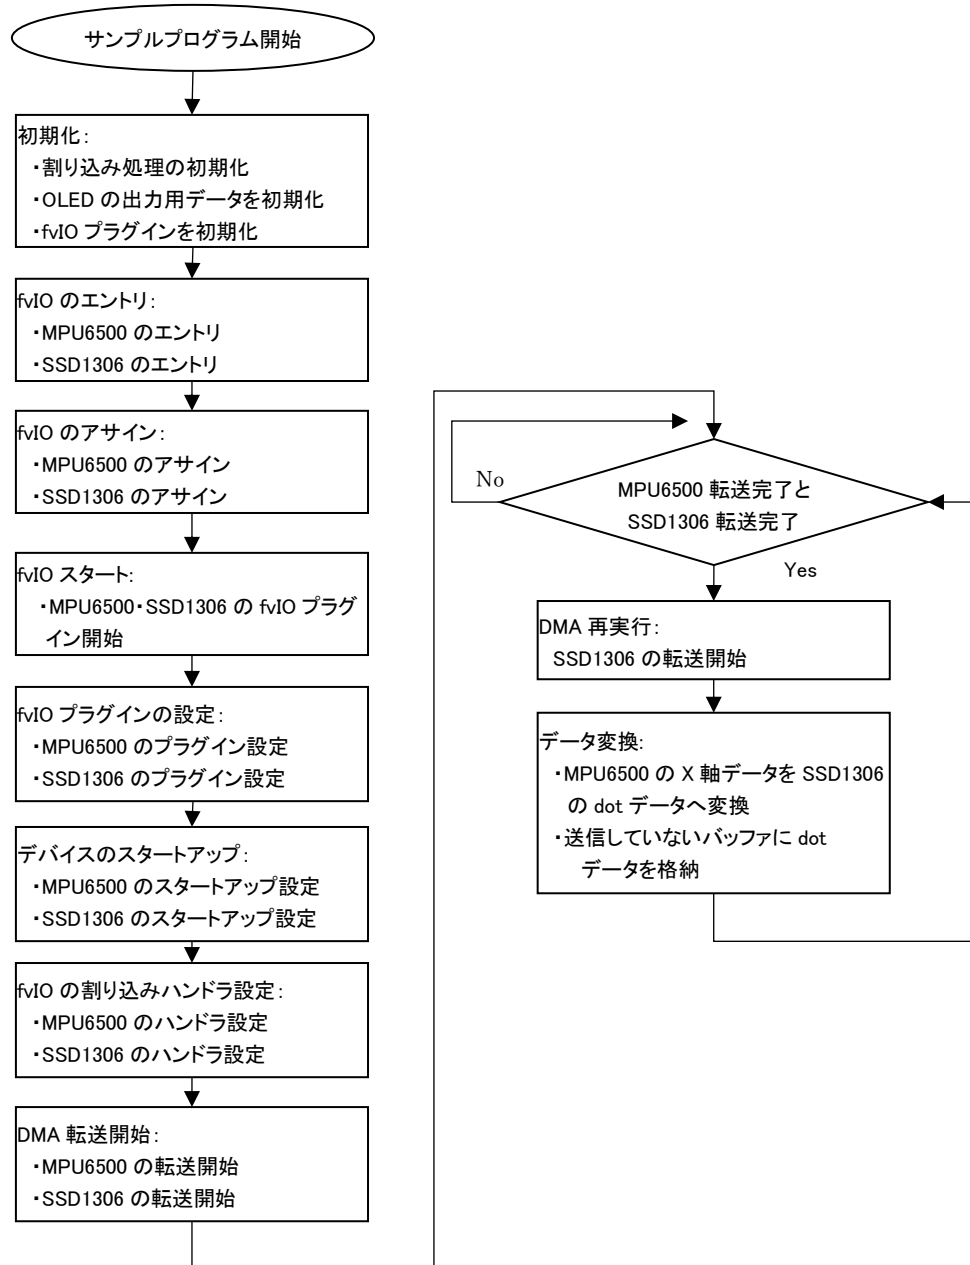 サンプルプログラム開始
初期化:
・割り込み処理の初期化
・OLED の出力用データを初期化
・fvIO プラグインを初期化
fvIO のエントリ:
・MPU6500 のエントリ
・SSD1306 のエントリ
fvIO のアサイン:
・MPU6500 のアサイン
・SSD1306 のアサイン
fvIO スタート:
・MPU6500・SSD1306 の fvIO プラグ
イン開始
fvIO プラグインの設定:
・MPU6500 のプラグイン設定
・SSD1306 のプラグイン設定
デバイスのスタートアップ:
・MPU6500 のスタートアップ設定
・SSD1306 のスタートアップ設定
fvIO の割り込みハンドラ設定:
・MPU6500 のハンドラ設定
・SSD1306 のハンドラ設定
DMA 転送開始:
・MPU6500 の転送開始
・SSD1306 の転送開始
No
MPU6500 転送完了と
SSD1306 転送完了
Yes
DMA 再実行:
SSD1306 の転送開始
データ変換:
・MPU6500 の X 軸データを SSD1306
の dot データへ変換
・送信していないバッファに dot
データを格納